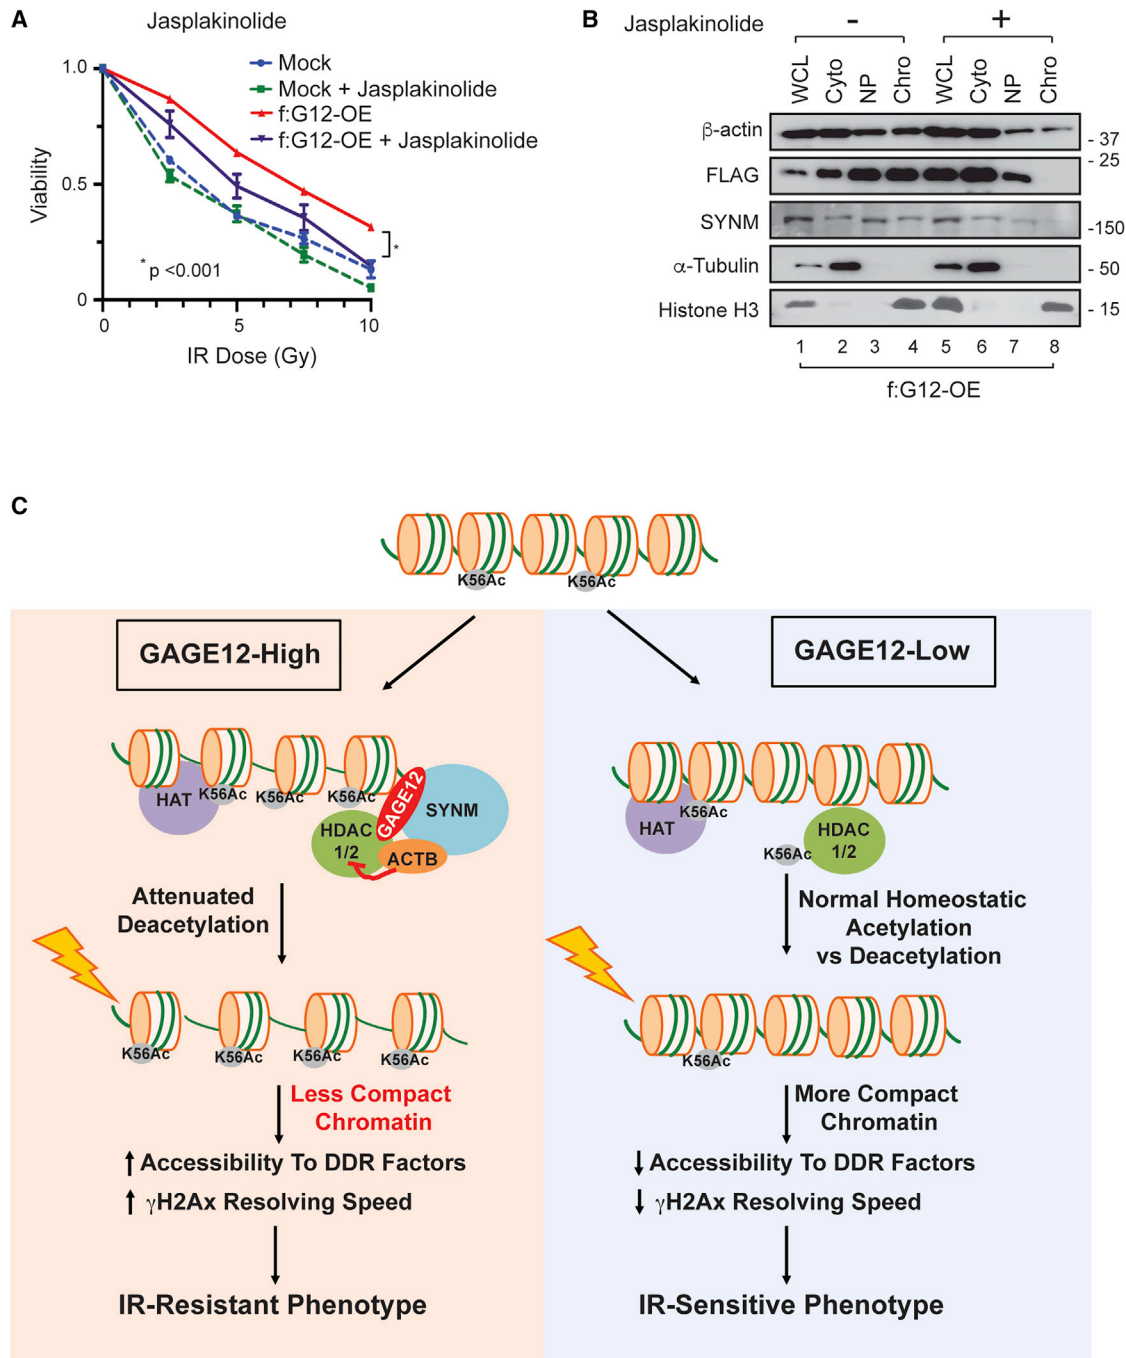 A
Jasplakinolide
Mock
Mock + Jasplakinolide
f:G12-OE
f:G12-OE + Jasplakinolide
1.0
0.5
0
Viability
* p <0.001
*
0 5 10
IR Dose (Gy)
B
Jasplakinolide - +
WCL Cyto NP Chro WCL Cyto NP Chro
β-actin - 37
- 25
FLAG
SYNM -150
α-Tubulin - 50
Histone H3 - 15
1 2 3 4 5 6 7 8
f:G12-OE
C
K56Ac K56Ac
GAGE12-High
HAT K56Ac K56Ac K56Ac
GAGE12
SYNM
HDAC
1/2
ACTB
Attenuated
Deacetylation
K56Ac K56Ac K56Ac K56Ac
Less Compact
Chromatin
↑ Accessibility To DDR Factors
↑ γH2Ax Resolving Speed
IR-Resistant Phenotype
GAGE12-Low
K56Ac
HAT
HDAC
1/2
K56Ac
Normal Homeostatic
Acetylation
vs Deacetylation
K56Ac
More Compact
Chromatin
↓ Accessibility To DDR Factors
↓ γH2Ax Resolving Speed
IR-Sensitive Phenotype